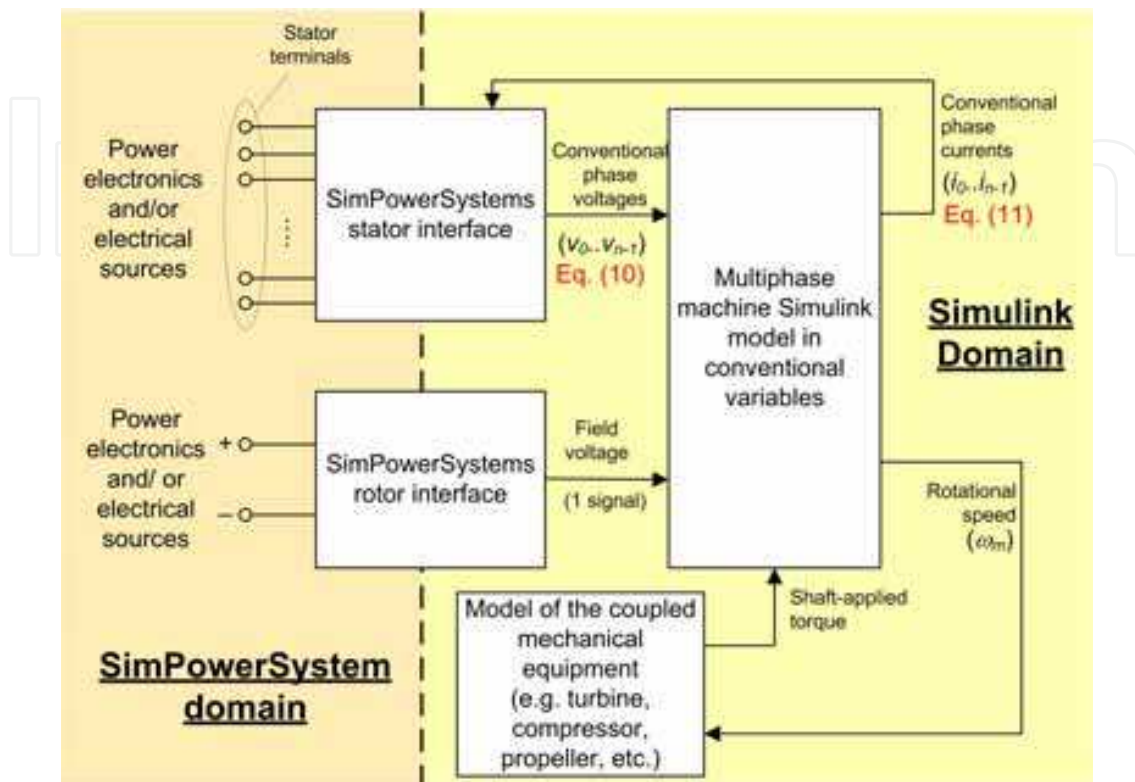 Stator
terminals
Power
electronics
and/or
electrical
sources
SimPowerSystems
stator interface
Conventional
phase
voltages
(v0..vn-1)
Eq. (10)
Multiphase
machine Simulink
model in
conventional
variables
Conventional
phase
currents
(i0..in-1)
Eq. (11)
Simulink
Domain
Power
electronics
and/ or
electrical
sources
+
−
SimPowerSystems
rotor interface
Field
voltage
(1 signal)
Rotational
speed
(ωm)
Shaft-applied
torque
Model of the coupled
mechanical
equipment
(e.g. turbine,
compressor,
propeller, etc.)
SimPowerSystem
domain